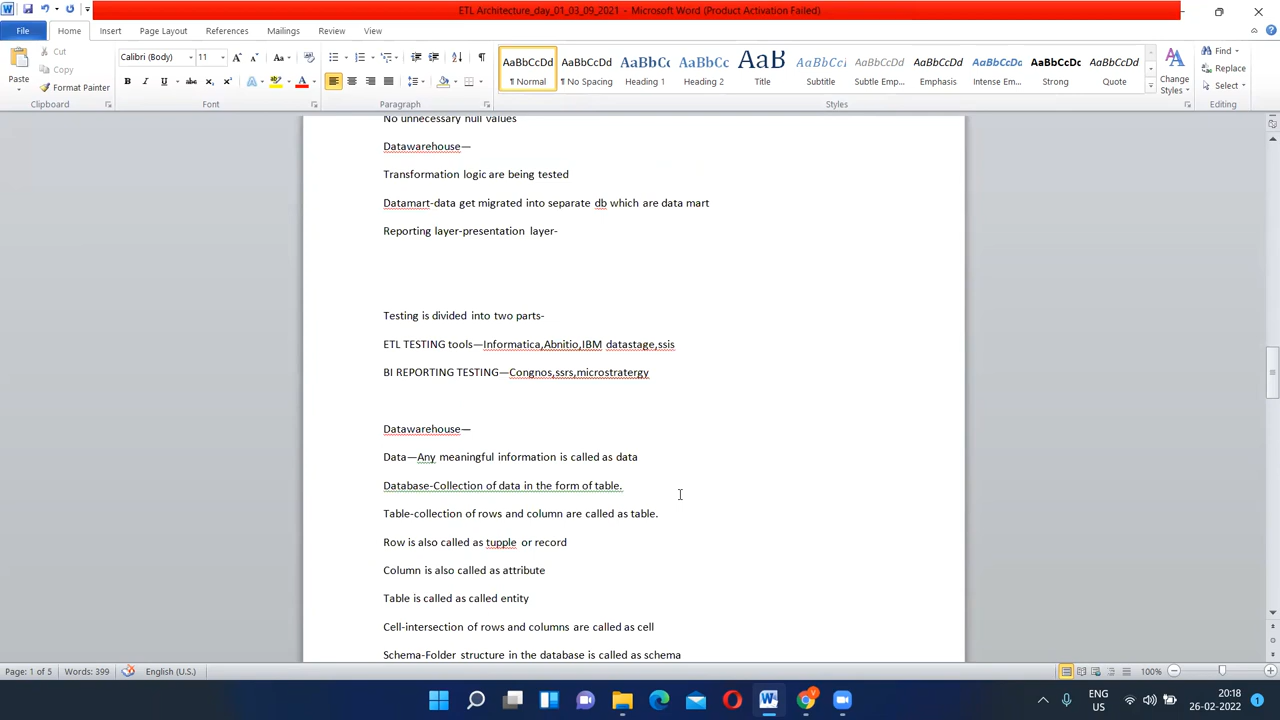 ETL Architecture_day_01_03_09_2021 - Microsoft Word (Product Activation Failed)
File Home Insert Page Layout References Mailings Review View
Paste
Cut
Copy
Format Painter
Clipboard
Calibri (Body) 11
Font
Paragraph
AaBbCcDd AaBbCcDd AaBbC AaBbCc AaB AaBbCcL AaBbCcDd AaBbCcDd AaBbCcDd AaBbCcDc AaBbCcDd
¶ Normal ¶ No Spacing Heading 1 Heading 2 Title Subtitle Subtle Emp... Emphasis Intense Em... Strong Quote
Change Styles
Styles
Find
Replace
Select
Editing
No unnecessary null values
Datawarehouse—
Transformation logic are being tested
Datamart-data get migrated into separate db which are data mart
Reporting layer-presentation layer-
Testing is divided into two parts-
ETL TESTING tools—Informatica,Abnitio,IBM datastage,ssis
BI REPORTING TESTING—Congnos,ssrs,microstratergy
Datawarehouse—
Data—Any meaningful information is called as data
Database-Collection of data in the form of table.
Table-collection of rows and column are called as table.
Row is also called as tupple or record
Column is also called as attribute
Table is called as called entity
Cell-intersection of rows and columns are called as cell
Schema-Folder structure in the database is called as schema
Page: 1 of 5 Words: 399 English (U.S.) 100%
ENG
US
20:18
26-02-2022